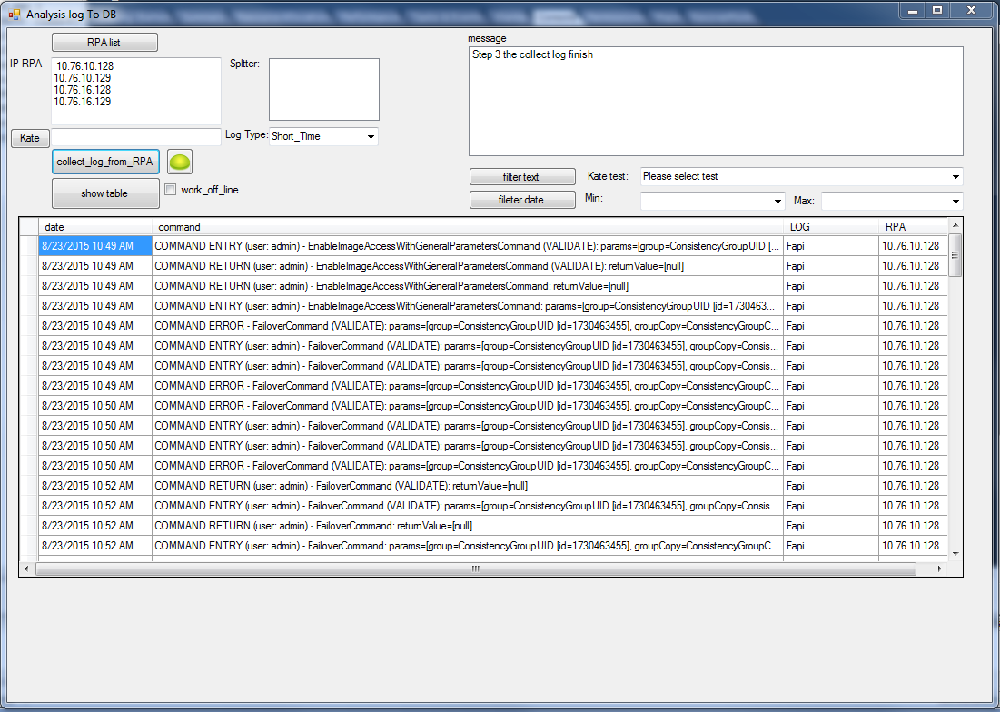 Analysis log To DB
RPA list
IP RPA
10.76.10.128
10.76.10.129
10.76.16.128
10.76.16.129
Spltter:
message
Step 3 the collect log finish
Kate
Log Type:
Short_Time
collect_log_from_RPA
show table
work_off_line
filter text
Kate test:
Please select test
fileter date
Min:
Max:
date command LOG RPA
8/23/2015 10:49 AM COMMAND ENTRY (user: admin) - EnableImageAccessWithGeneralParametersCommand (VALIDATE): params=[group=ConsistencyGroupUID [... Fapi 10.76.10.128
8/23/2015 10:49 AM COMMAND RETURN (user: admin) - EnableImageAccessWithGeneralParametersCommand (VALIDATE): returnValue=[null] Fapi 10.76.10.128
8/23/2015 10:49 AM COMMAND RETURN (user: admin) - EnableImageAccessWithGeneralParametersCommand: returnValue=[null] Fapi 10.76.10.128
8/23/2015 10:49 AM COMMAND ENTRY (user: admin) - EnableImageAccessWithGeneralParametersCommand: params=[group=ConsistencyGroupUID [id=1730463... Fapi 10.76.10.128
8/23/2015 10:49 AM COMMAND ERROR - FailoverCommand (VALIDATE): params=[group=ConsistencyGroupUID [id=1730463455], groupCopy=ConsistencyGroupC... Fapi 10.76.10.128
8/23/2015 10:49 AM COMMAND ENTRY (user: admin) - FailoverCommand (VALIDATE): params=[group=ConsistencyGroupUID [id=1730463455], groupCopy=Consis... Fapi 10.76.10.128
8/23/2015 10:49 AM COMMAND ENTRY (user: admin) - FailoverCommand (VALIDATE): params=[group=ConsistencyGroupUID [id=1730463455], groupCopy=Consis... Fapi 10.76.10.128
8/23/2015 10:49 AM COMMAND ERROR - FailoverCommand (VALIDATE): params=[group=ConsistencyGroupUID [id=1730463455], groupCopy=ConsistencyGroupC... Fapi 10.76.10.128
8/23/2015 10:50 AM COMMAND ERROR - FailoverCommand (VALIDATE): params=[group=ConsistencyGroupUID [id=1730463455], groupCopy=ConsistencyGroupC... Fapi 10.76.10.128
8/23/2015 10:50 AM COMMAND ENTRY (user: admin) - FailoverCommand (VALIDATE): params=[group=ConsistencyGroupUID [id=1730463455], groupCopy=Consis... Fapi 10.76.10.128
8/23/2015 10:50 AM COMMAND ENTRY (user: admin) - FailoverCommand (VALIDATE): params=[group=ConsistencyGroupUID [id=1730463455], groupCopy=Consis... Fapi 10.76.10.128
8/23/2015 10:50 AM COMMAND ERROR - FailoverCommand (VALIDATE): params=[group=ConsistencyGroupUID [id=1730463455], groupCopy=ConsistencyGroupC... Fapi 10.76.10.128
8/23/2015 10:52 AM COMMAND RETURN (user: admin) - FailoverCommand (VALIDATE): returnValue=[null] Fapi 10.76.10.128
8/23/2015 10:52 AM COMMAND ENTRY (user: admin) - FailoverCommand (VALIDATE): params=[group=ConsistencyGroupUID [id=1730463455], groupCopy=Consis... Fapi 10.76.10.128
8/23/2015 10:52 AM COMMAND RETURN (user: admin) - FailoverCommand: returnValue=[null] Fapi 10.76.10.128
8/23/2015 10:52 AM COMMAND ENTRY (user: admin) - FailoverCommand: params=[group=ConsistencyGroupUID [id=1730463455], groupCopy=ConsistencyGroupC... Fapi 10.76.10.128